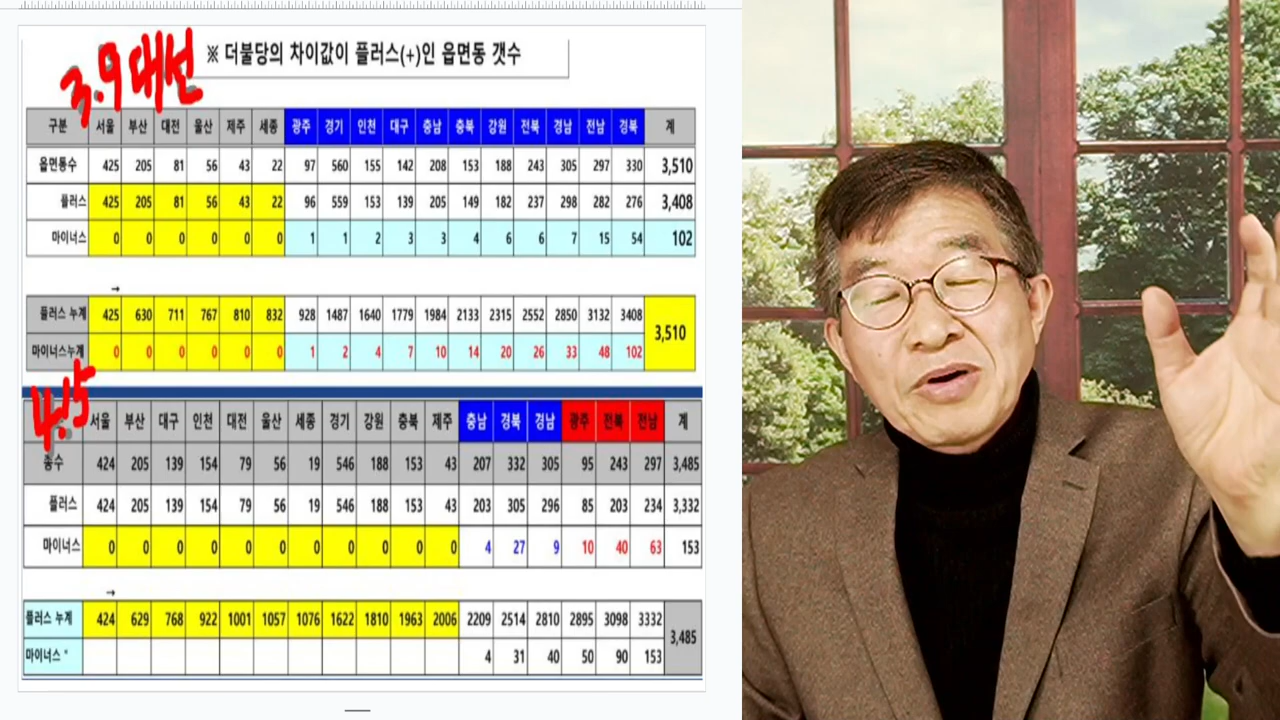 3.9 대선
※ 더불당의 차이값이 플러스(+)인 읍면동 갯수
구분 서울 부산 대전 울산 제주 세종 광주 경기 인천 대구 충남 충북 강원 전북 경남 전남 경북 계
읍면동수 425 205 81 56 43 22 97 560 155 142 208 153 188 243 305 297 330 3,510
플러스 425 205 81 56 43 22 96 559 153 139 205 149 182 237 298 282 276 3,408
마이너스 0 0 0 0 0 0 1 1 2 3 3 4 6 6 7 15 54 102
→
플러스 누계 425 630 711 767 810 832 928 1487 1640 1779 1984 2133 2315 2552 2850 3132 3408 3,510
마이너스누계 0 0 0 0 0 0 1 2 4 7 10 14 20 26 33 48 102
4.15
서울 부산 대구 인천 대전 울산 세종 경기 강원 충북 제주 충남 경북 경남 광주 전북 전남 계
총수 424 205 139 154 79 56 19 546 188 153 43 207 332 305 95 243 297 3,485
플러스 424 205 139 154 79 56 19 546 188 153 43 203 305 296 85 203 234 3,332
마이너스 0 0 0 0 0 0 0 0 0 0 0 4 27 9 10 40 63 153
→
플러스 누계 424 629 768 922 1001 1057 1076 1622 1810 1963 2006 2209 2514 2810 2895 3098 3332 3,485
마이너스 " 4 31 40 50 90 153